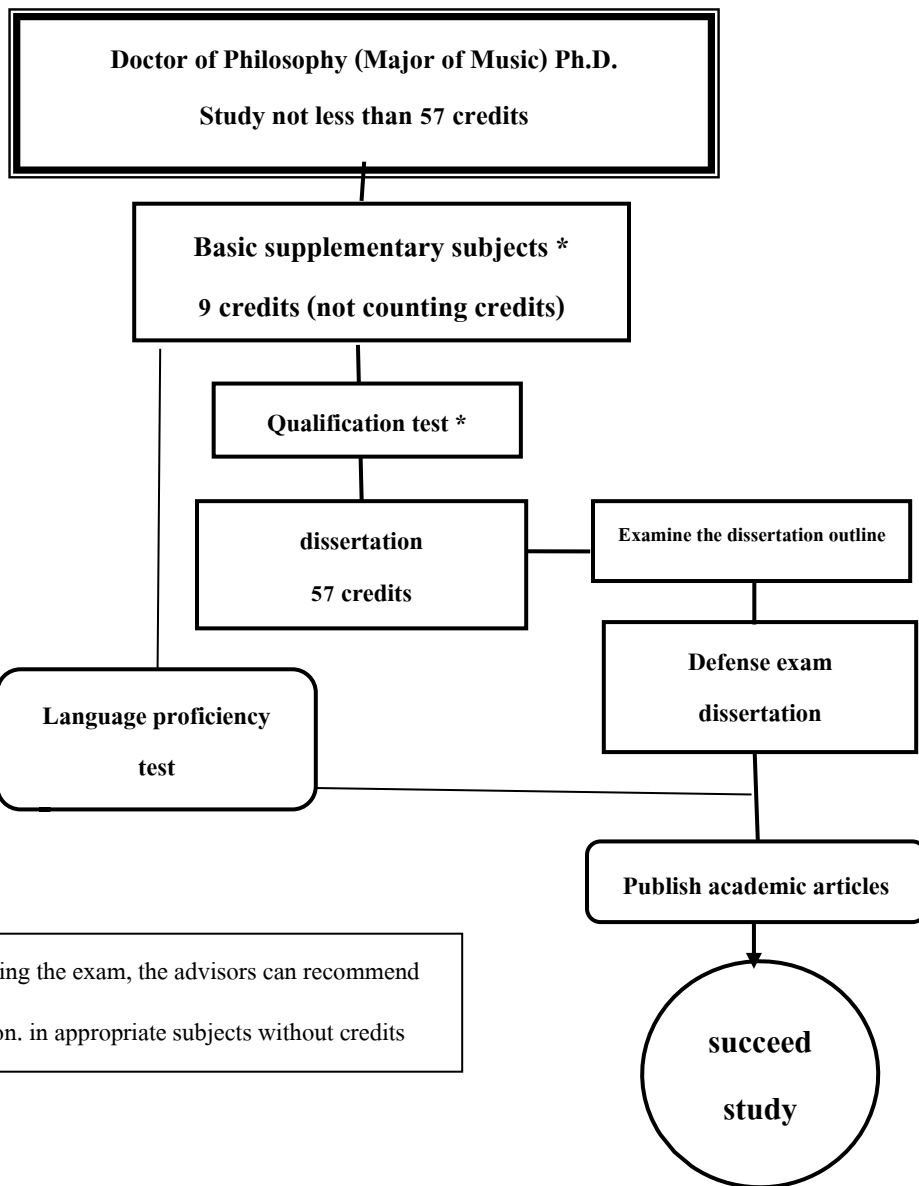 Doctor of Philosophy (Major of Music) Ph.D.
Study not less than 57 credits
Basic supplementary subjects *
9 credits (not counting credits)
Qualification test *
dissertation
57 credits
Examine the dissertation outline
Defense exam
dissertation
Language proficiency
test
Publish academic articles
the exam, the advisors can recommend
in appropriate subjects without credits
succeed
study